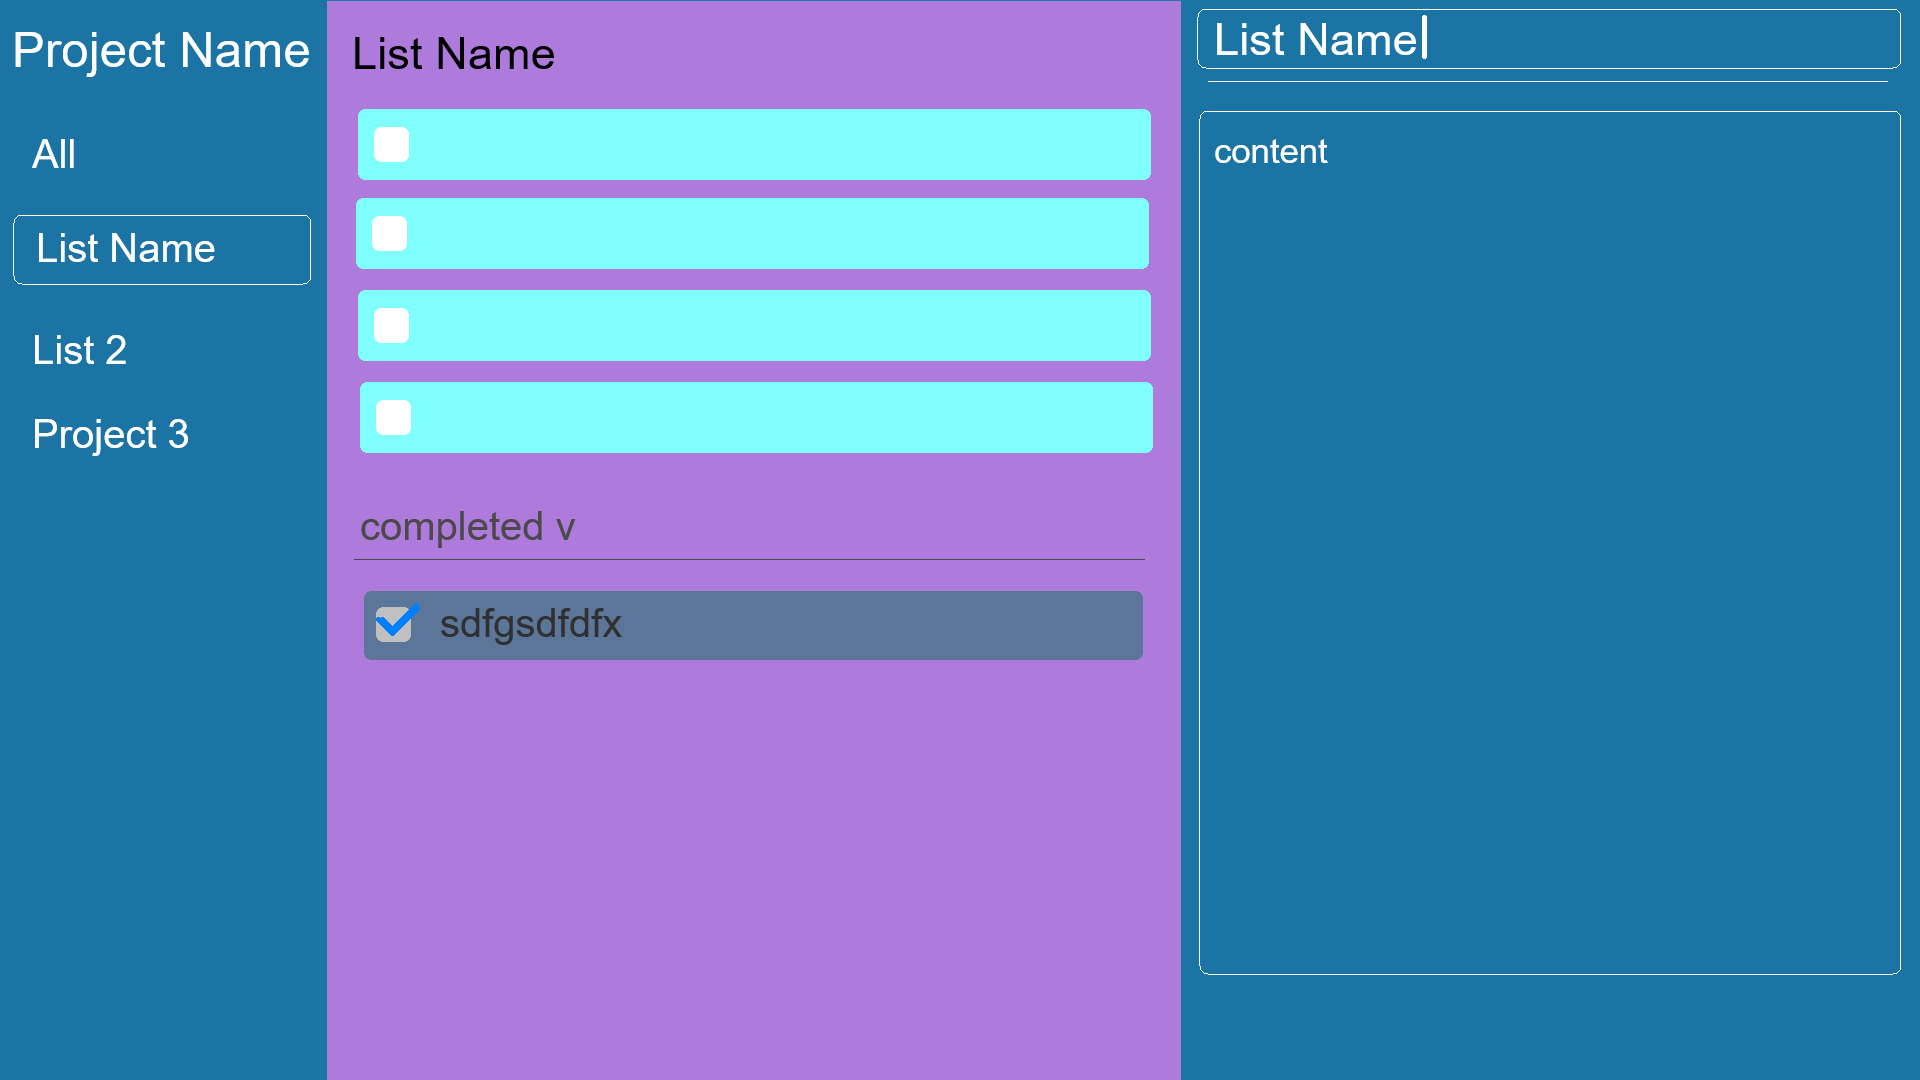 Project Name
All
List Name
List 2
Project 3
List Name
completed v
sdfgsdfdfx
List Name
content